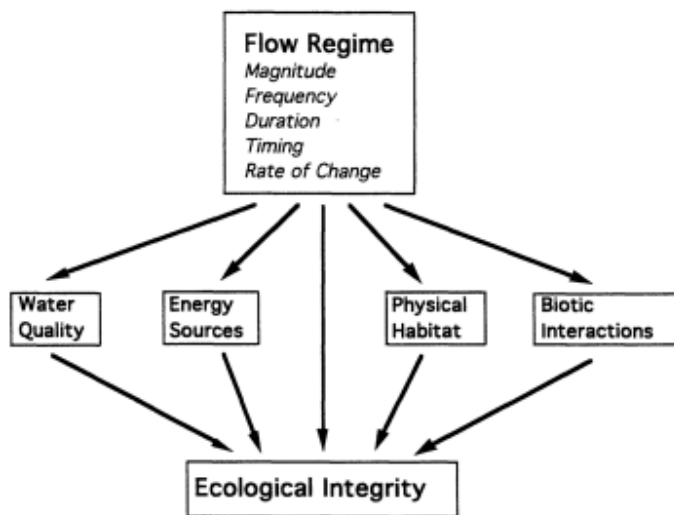 Flow Regime
Magnitude
Frequency
Duration
Timing
Rate of Change
Water
Quality
Energy
Sources
Physical
Habitat
Biotic
Interactions
Ecological Integrity